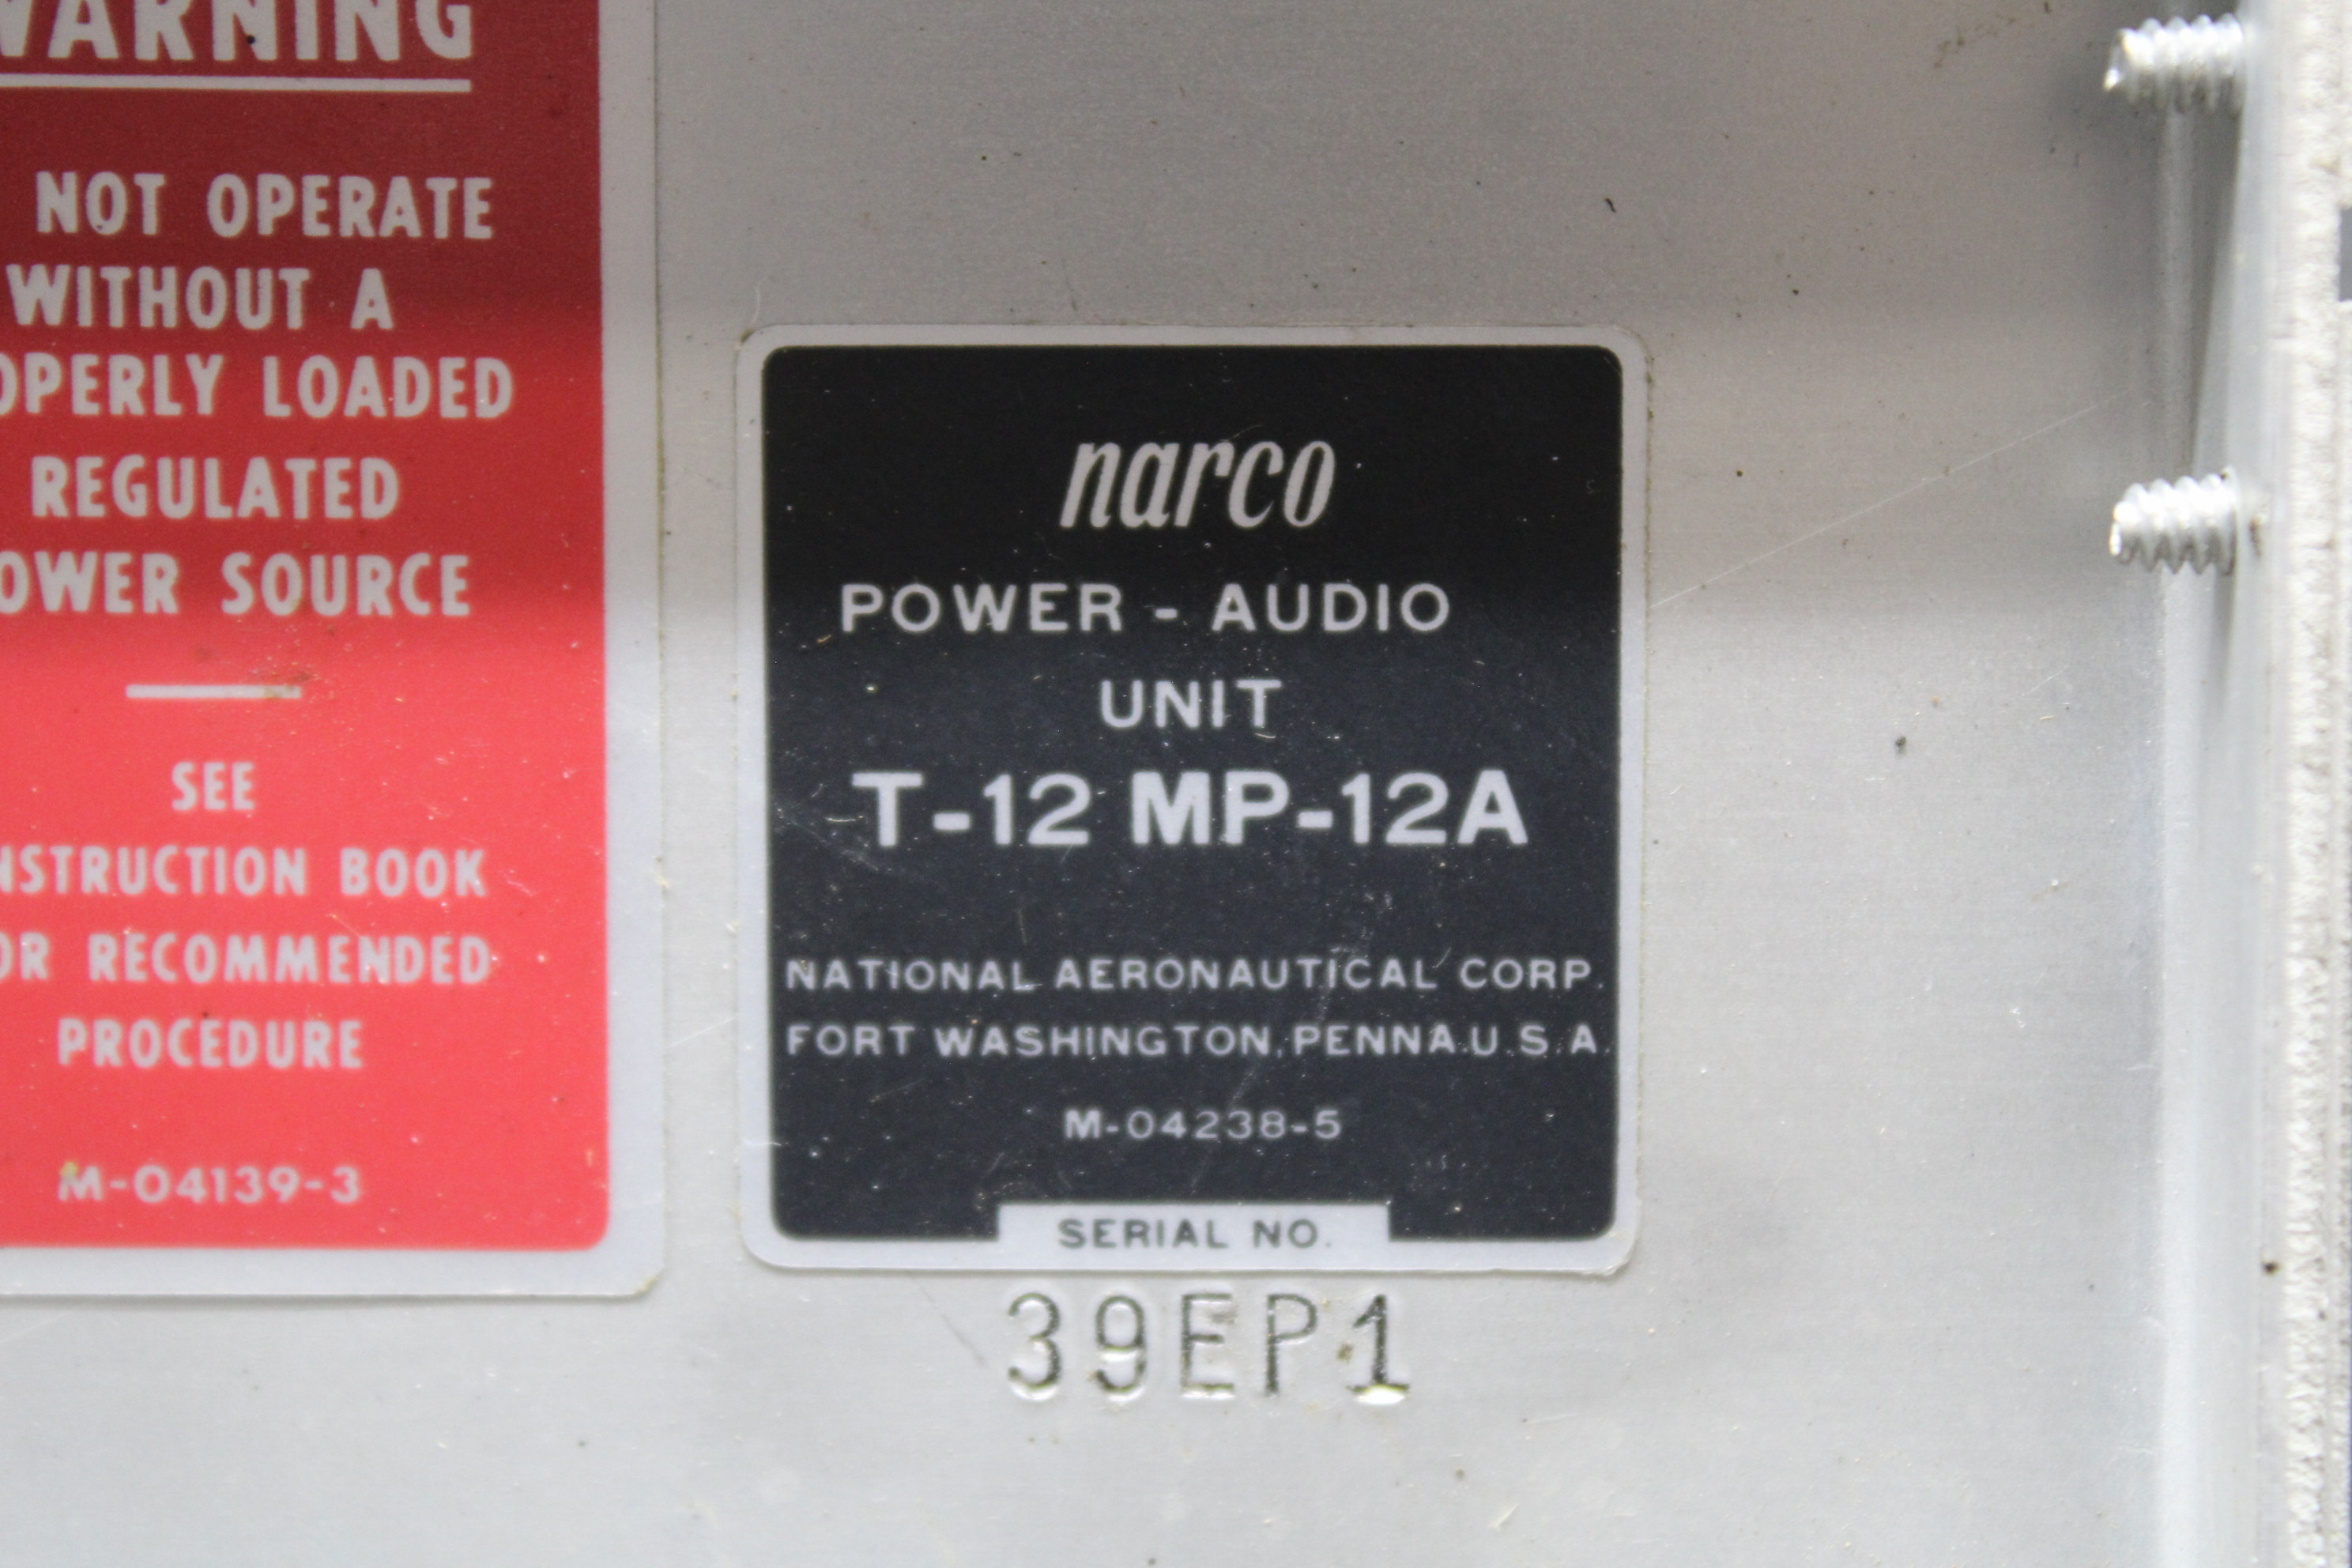 WARNING
NOT OPERATE
WITHOUT A
OPERLY LOADED
REGULATED
OWER SOURCE
SEE
NSTRUCTION BOOK
OR RECOMMENDED
PROCEDURE
M-04139-3
narco
POWER - AUDIO
UNIT
T-12 MP-12A
NATIONAL AERONAUTICAL CORP.
FORT WASHINGTON, PENNA.U.S.A.
M-04238-5
SERIAL NO.
39EP1